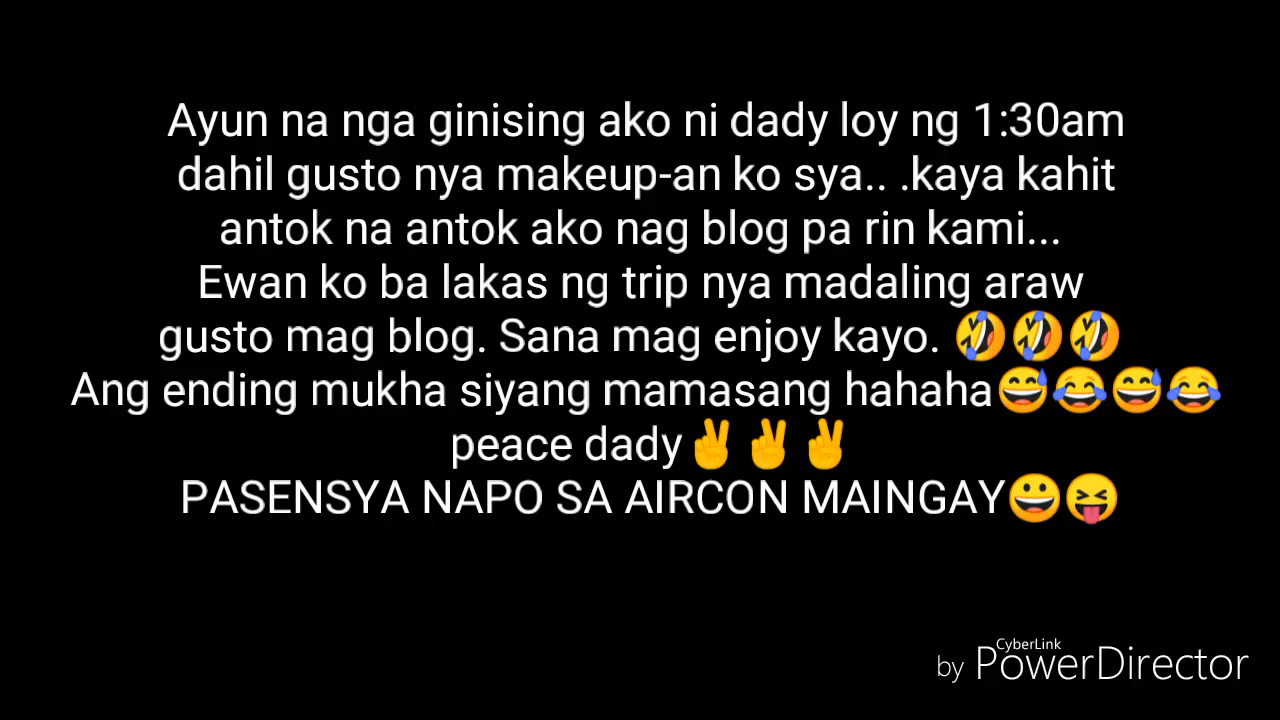 Ayun na nga ginising ako ni dady loy ng 1:30am
dahil gusto nya makeup-an ko sya.. .kaya kahit
antok na antok ako nag blog pa rin kami...
Ewan ko ba lakas ng trip nya madaling araw
gusto mag blog. Sana mag enjoy kayo. 🤣🤣🤣
Ang ending mukha siyang mamasang hahaha😅😂😅😂
peace dady✌✌✌
PASENSYA NAPO SA AIRCON MAINGAY😀😝
by CyberLink PowerDirector